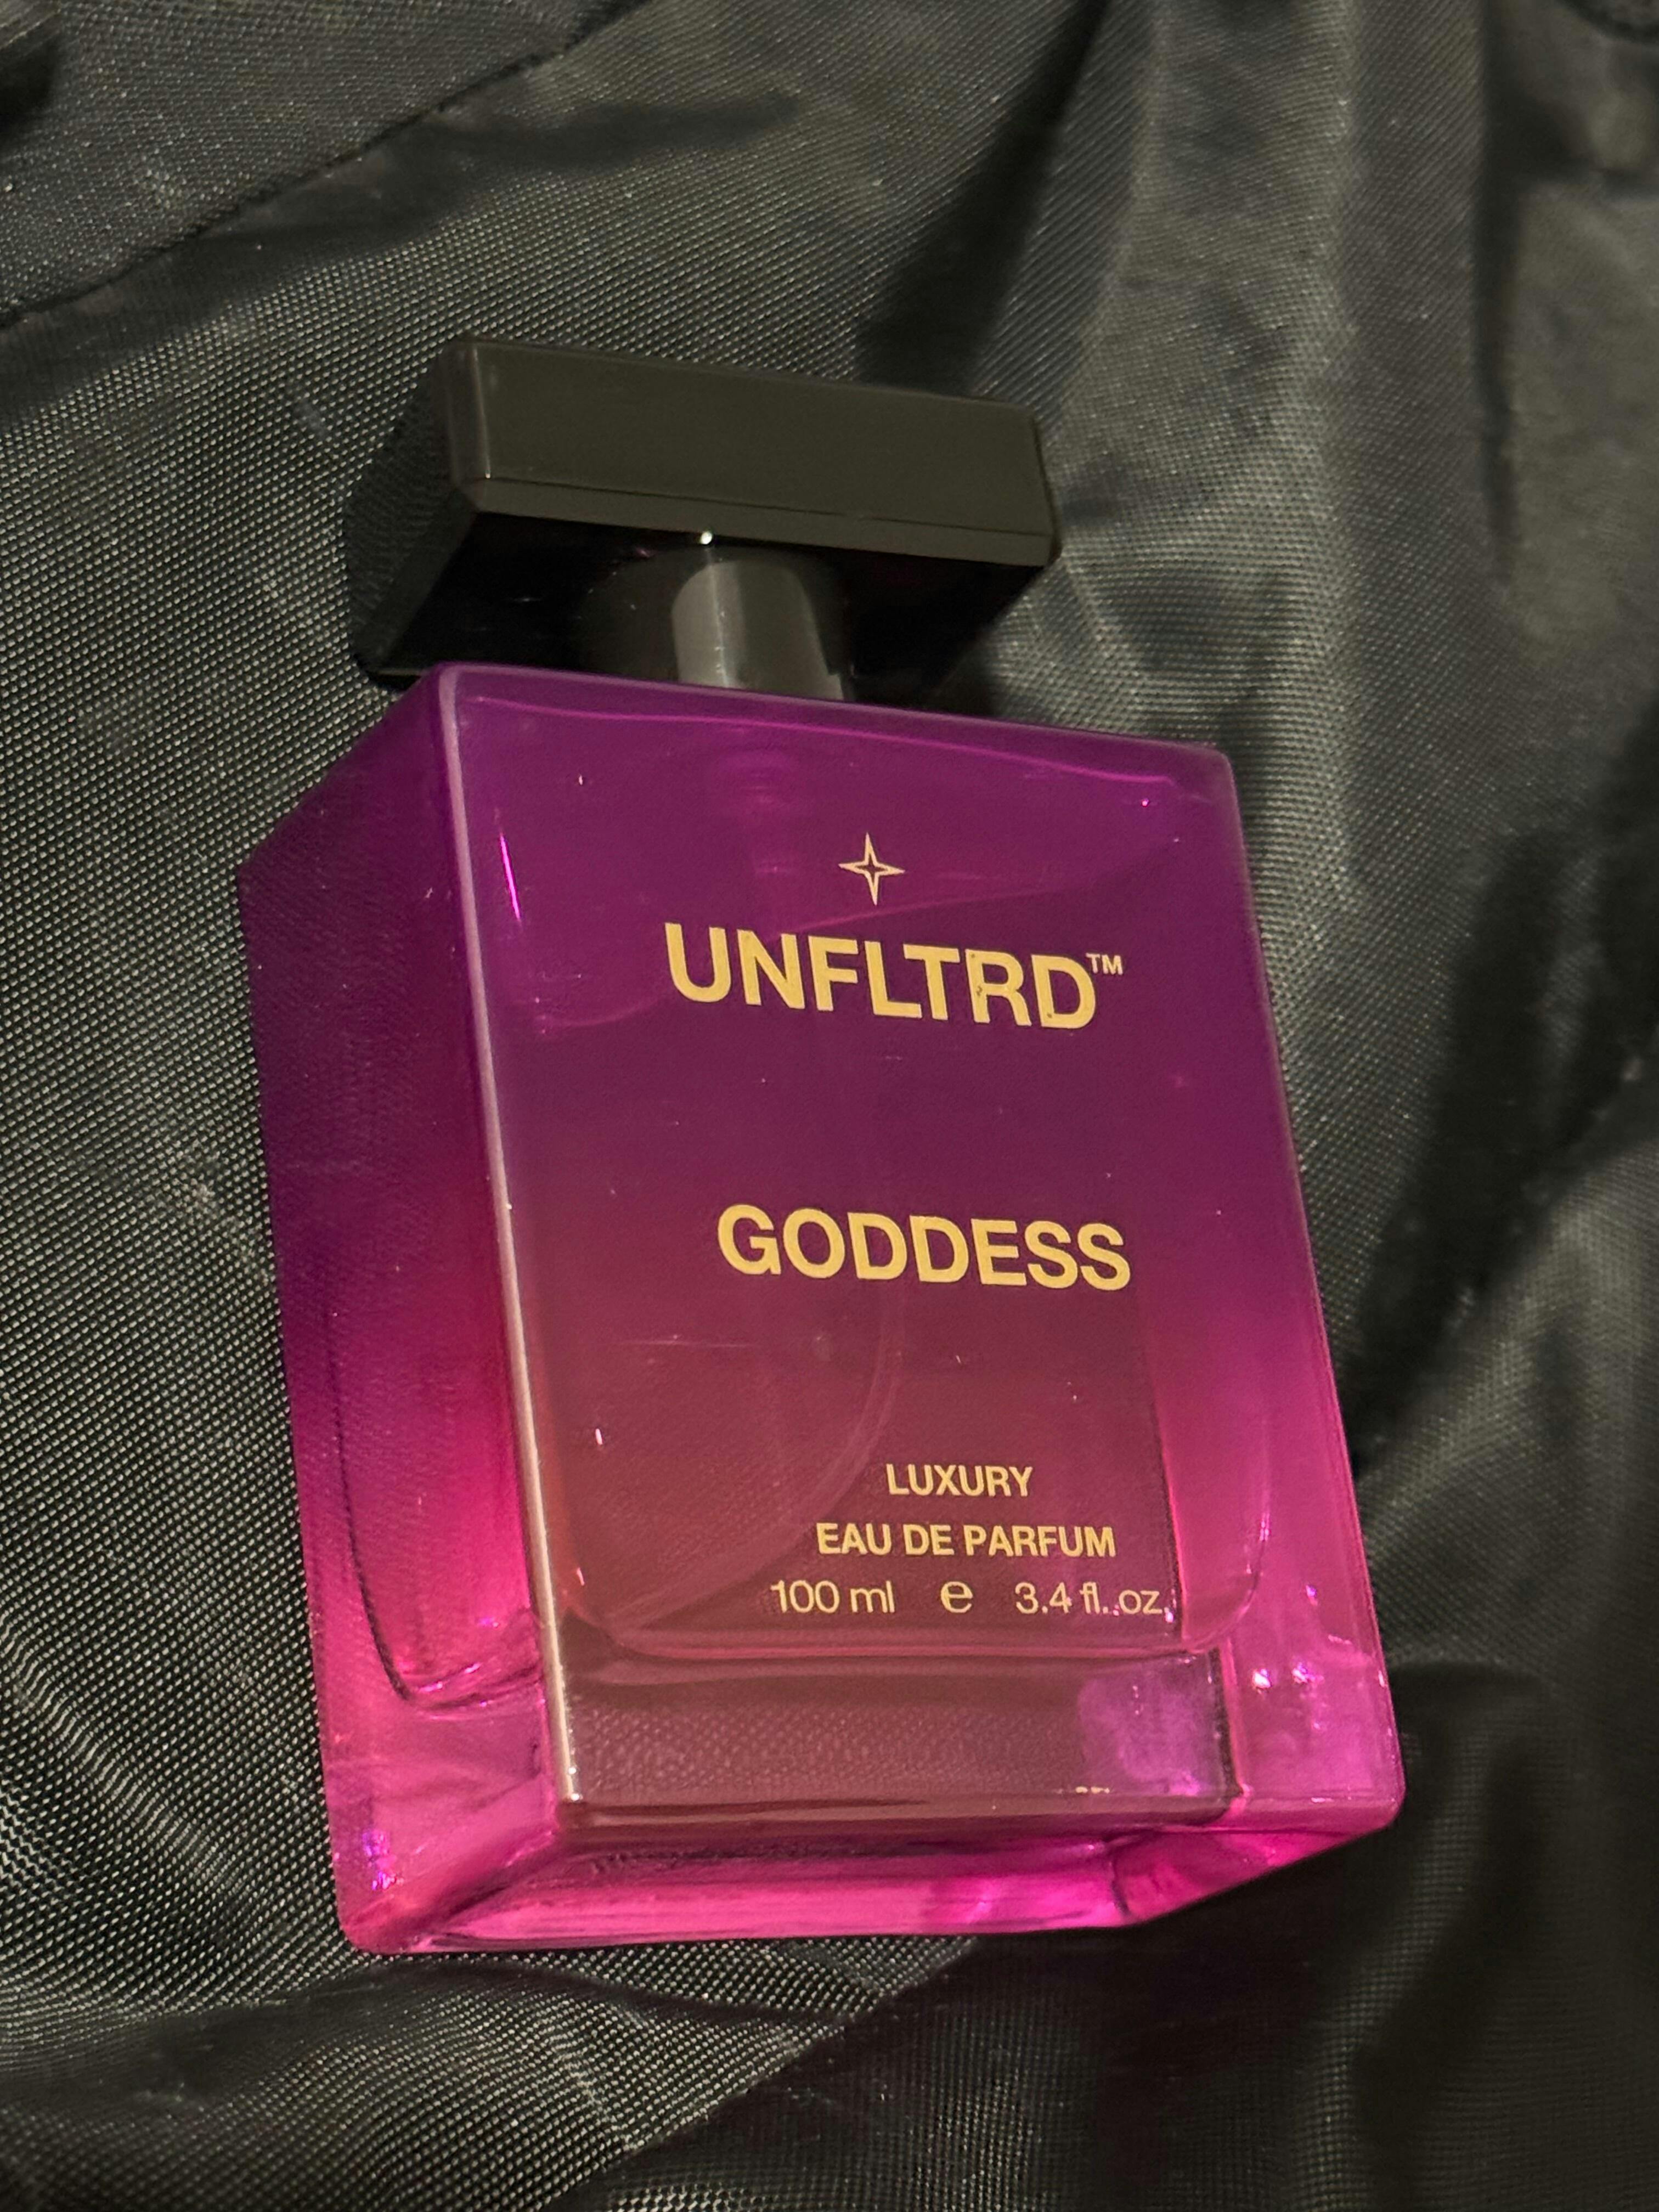 UNFLTRD™
GODDESS
LUXURY
EAU DE PARFUM
100 ml ℮ 3.4 fl. oz.